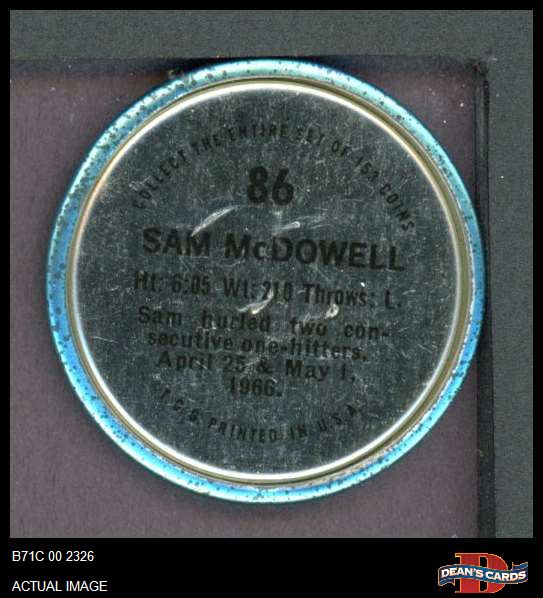 COLLECT THE ENTIRE SET OF 153 COINS
86
SAM McDOWELL
Ht: 6:05 Wt: 210 Throws: L.
Sam hurled two con-
secutive one-hitters,
April 25 & May 1,
1966.
T.C.G. PRINTED IN U.S.A.
B71C 00 2326
ACTUAL IMAGE
D
DEAN'S CARDS